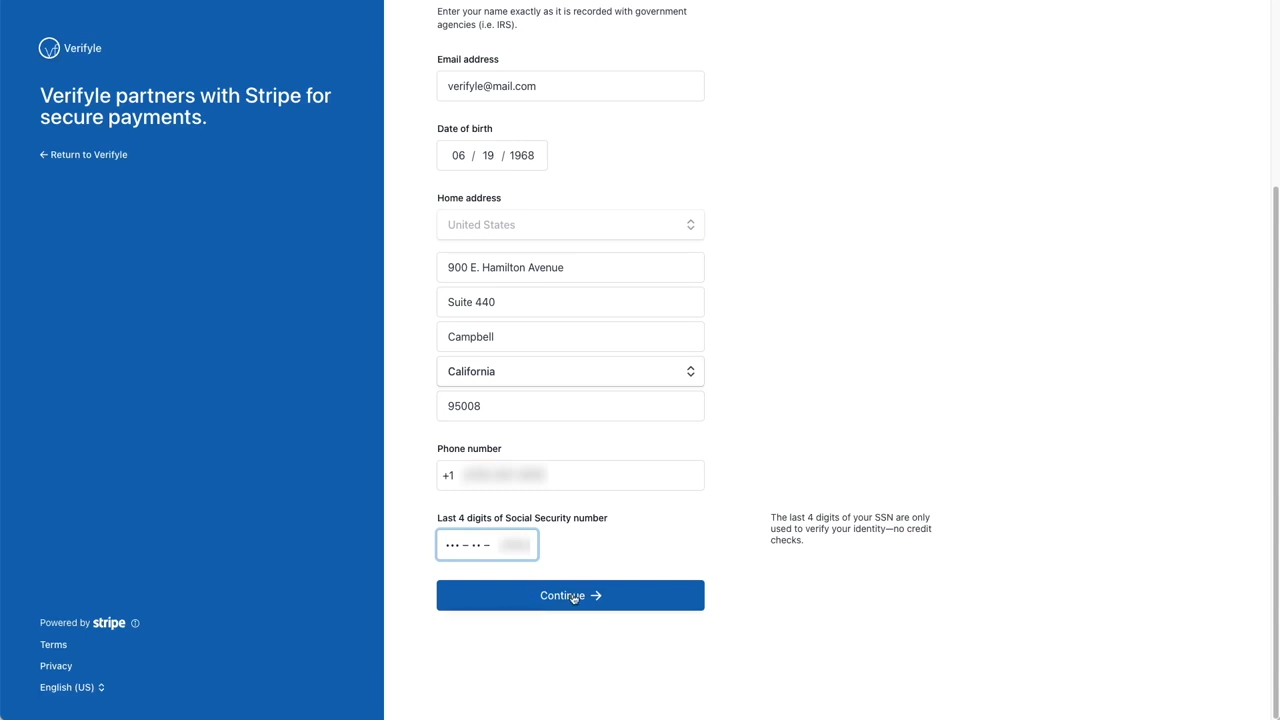 Verifyle
Verifyle partners with Stripe for
secure payments.
← Return to Verifyle
Powered by stripe
Terms
Privacy
English (US)
Enter your name exactly as it is recorded with government
agencies (i.e. IRS).
Email address
verifyle@mail.com
Date of birth
06 / 19 / 1968
Home address
United States
900 E. Hamilton Avenue
Suite 440
Campbell
California
95008
Phone number
+1
Last 4 digits of Social Security number
••• – •• –
The last 4 digits of your SSN are only
used to verify your identity—no credit
checks.
Continue →